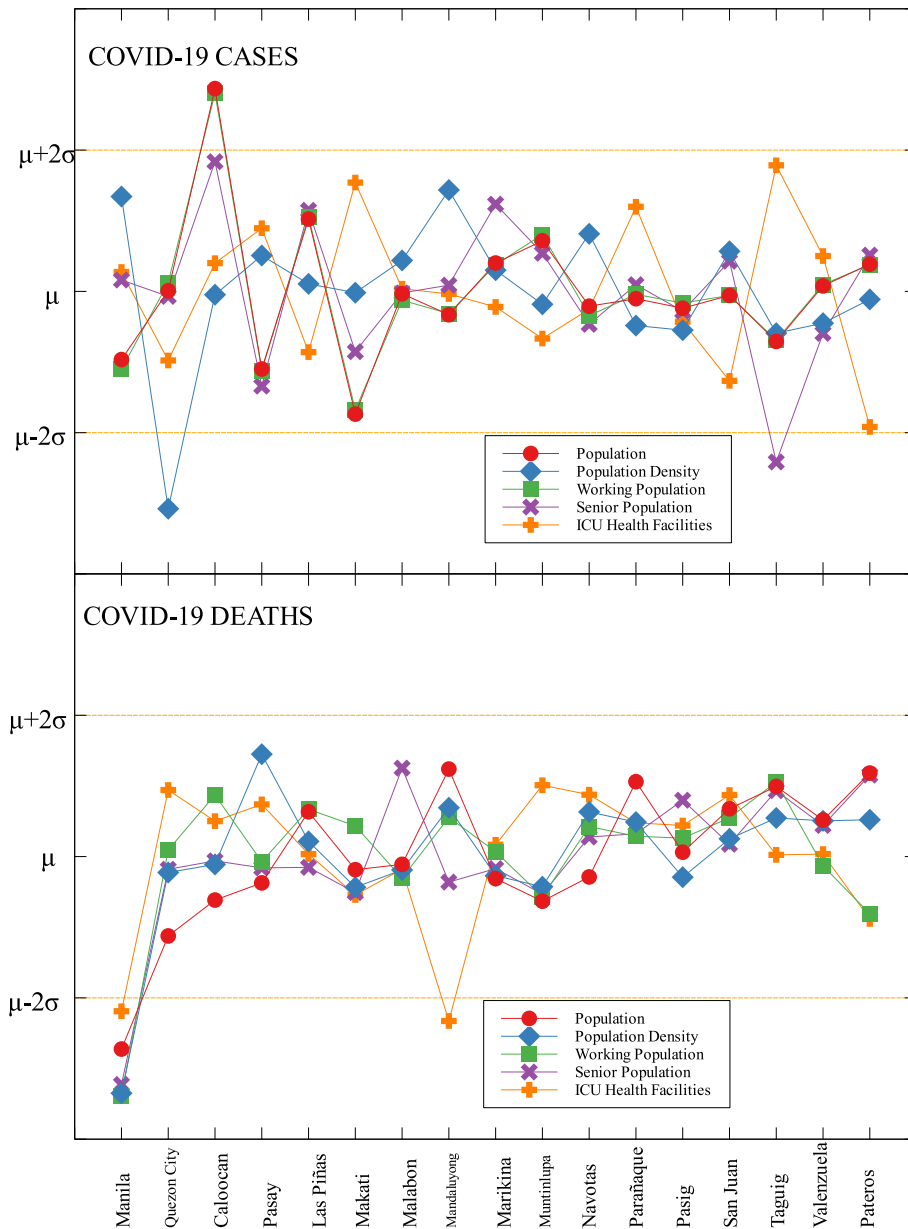 COVID-19 CASES
μ+2σ
μ
μ-2σ
Population
Population Density
Working Population
Senior Population
ICU Health Facilities
COVID-19 DEATHS
μ+2σ
μ
μ-2σ
Population
Population Density
Working Population
Senior Population
ICU Health Facilities
Manila
Quezon City
Caloocan
Pasay
Las Piñas
Makati
Malabon
Mandaluyong
Marikina
Muntinlupa
Navotas
Parañaque
Pasig
San Juan
Taguig
Valenzuela
Pateros